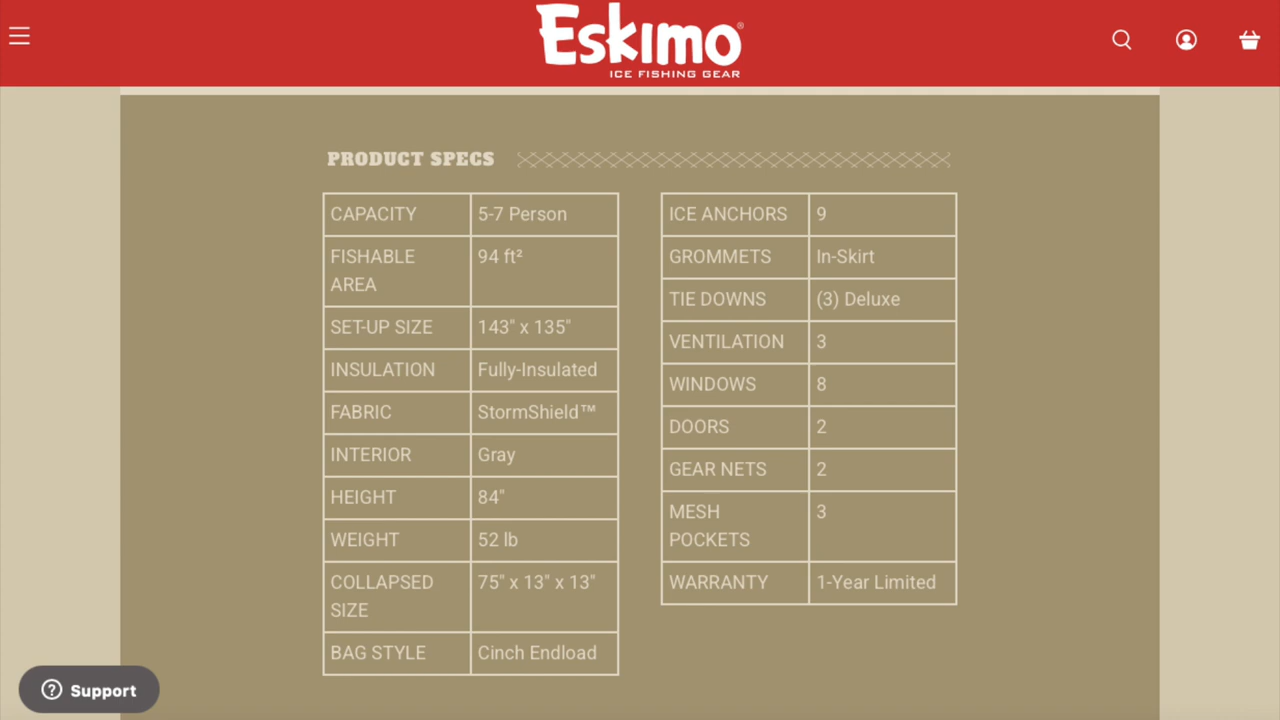 Eskimo®
ICE FISHING GEAR
PRODUCT SPECS
CAPACITY 5-7 Person
FISHABLE AREA 94 ft²
SET-UP SIZE 143" x 135"
INSULATION Fully-Insulated
FABRIC StormShield™
INTERIOR Gray
HEIGHT 84"
WEIGHT 52 lb
COLLAPSED SIZE 75" x 13" x 13"
BAG STYLE Cinch Endload
ICE ANCHORS 9
GROMMETS In-Skirt
TIE DOWNS (3) Deluxe
VENTILATION 3
WINDOWS 8
DOORS 2
GEAR NETS 2
MESH POCKETS 3
WARRANTY 1-Year Limited
Support